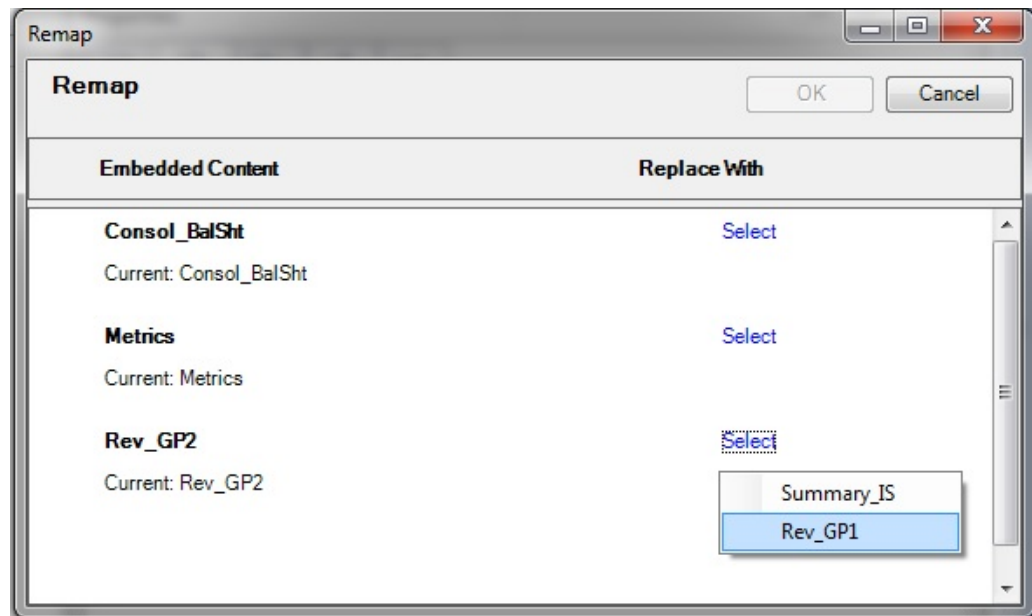 Remap
Remap
OK
Cancel
Embedded Content
Replace With
Consol_BalSht
Select
Current: Consol_BalSht
Metrics
Select
Current: Metrics
Rev_GP2
Select
Current: Rev_GP2
Summary_IS
Rev_GP1